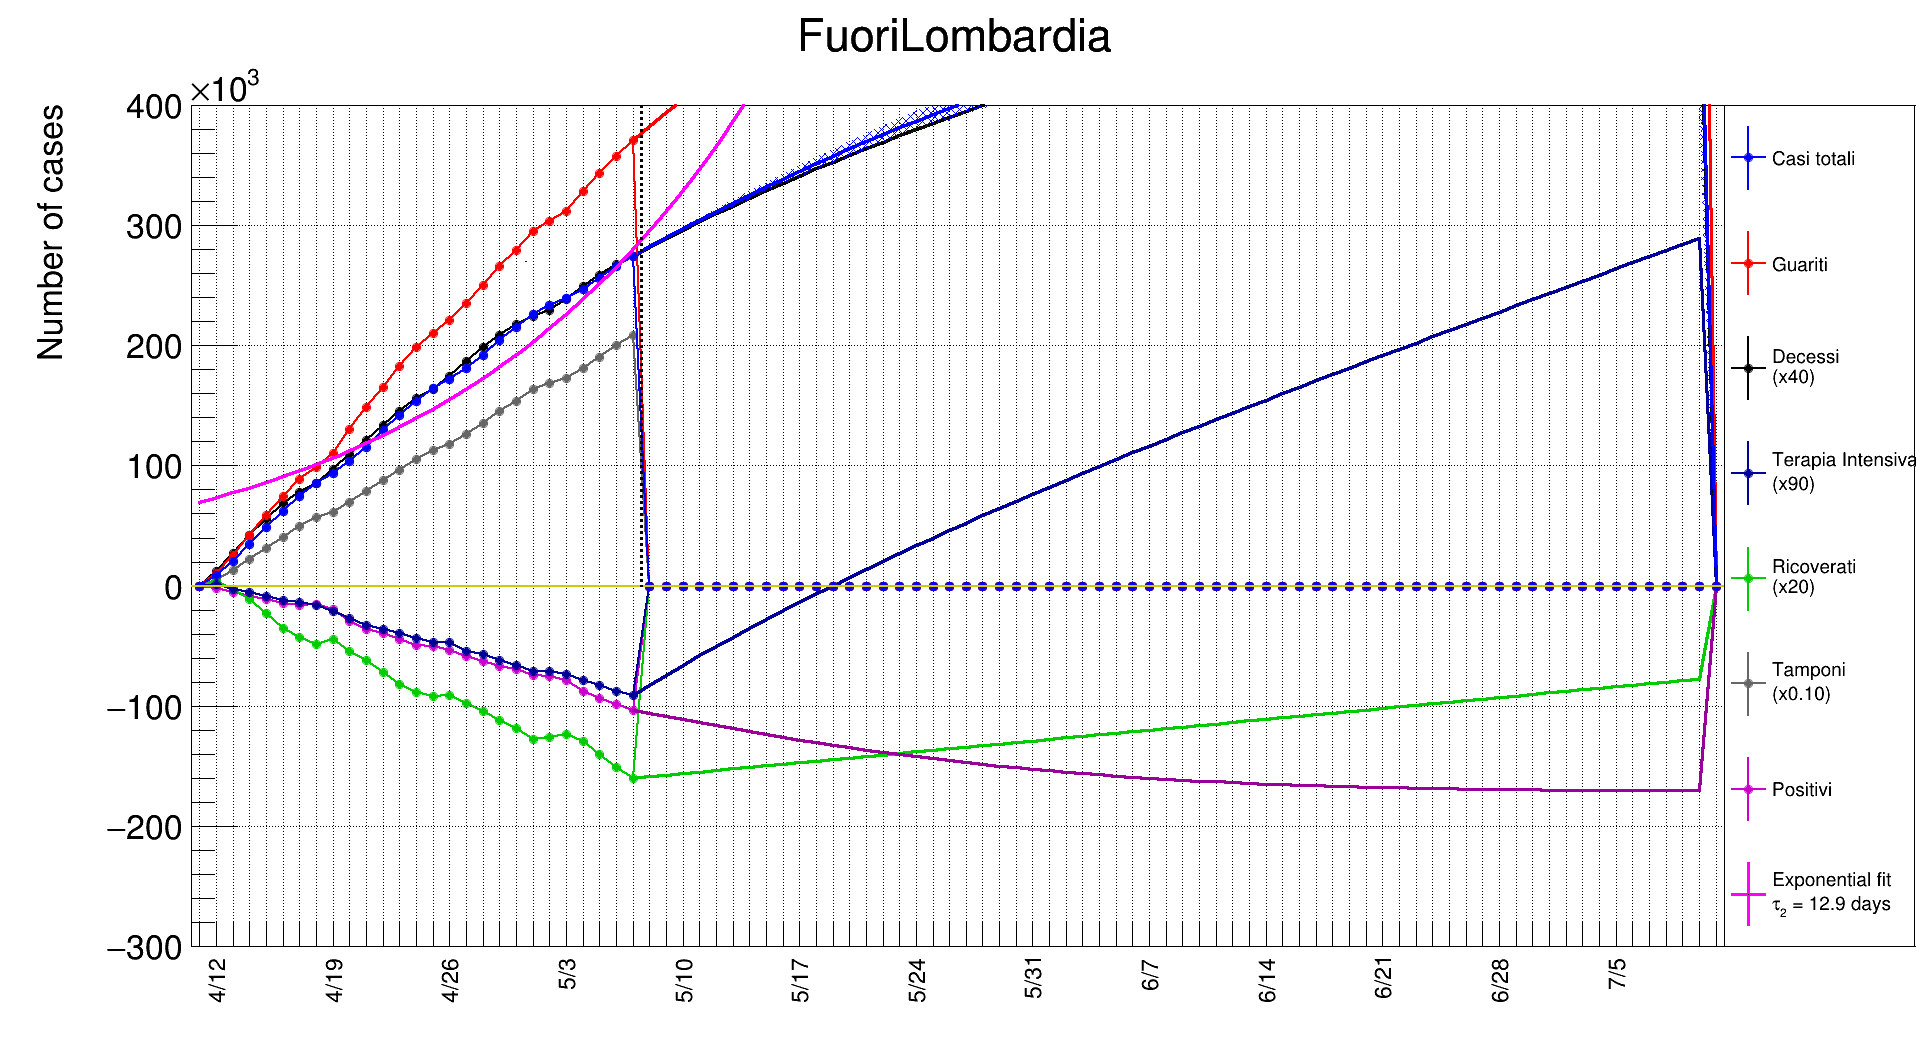 FuoriLombardia
×10³
Number of cases
400
300
200
100
0
−100
−200
−300
4/12
4/19
4/26
5/3
5/10
5/17
5/24
5/31
6/7
6/14
6/21
6/28
7/5
Casi totali
Guariti
Decessi
(x40)
Terapia Intensiva
(x90)
Ricoverati
(x20)
Tamponi
(x0.10)
Positivi
Exponential fit
τ₂ = 12.9 days